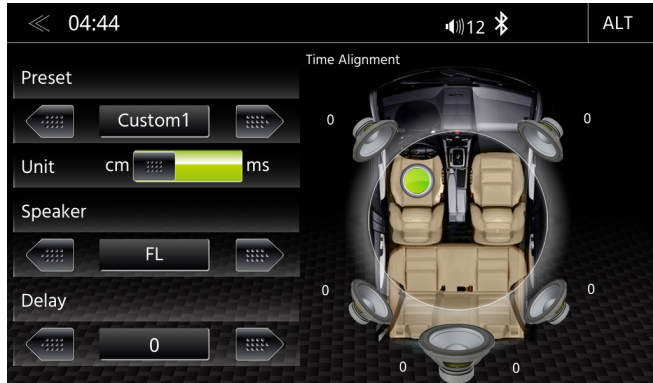 04:44
12
ALT
Time Alignment
Preset
Custom1
Unit
cm
ms
Speaker
FL
Delay
0
0
0
0
0
0
0